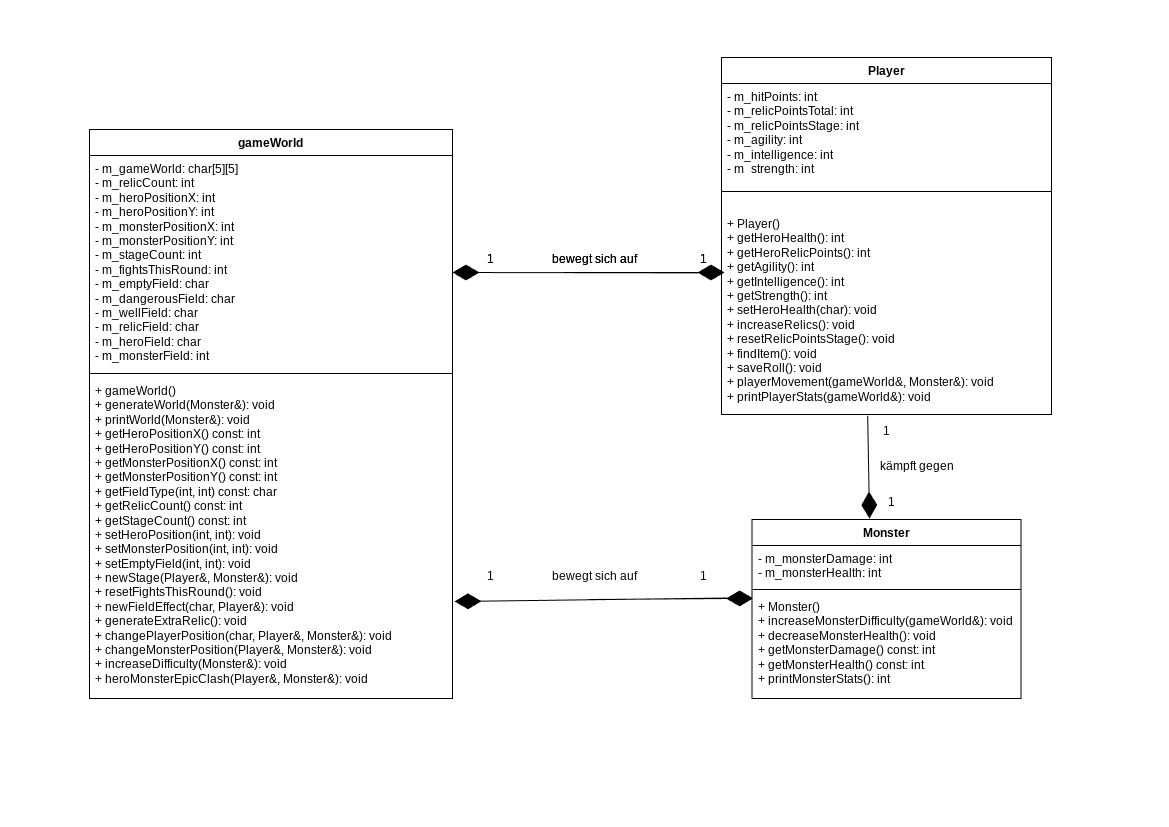 gameWorld
- m_gameWorld: char[5][5]
- m_relicCount: int
- m_heroPositionX: int
- m_heroPositionY: int
- m_monsterPositionX: int
- m_monsterPositionY: int
- m_stageCount: int
- m_fightsThisRound: int
- m_emptyField: char
- m_dangerousField: char
- m_wellField: char
- m_relicField: char
- m_heroField: char
- m_monsterField: int
+ gameWorld()
+ generateWorld(Monster&): void
+ printWorld(Monster&): void
+ getHeroPositionX() const: int
+ getHeroPositionY() const: int
+ getMonsterPositionX() const: int
+ getMonsterPositionY() const: int
+ getFieldType(int, int) const: char
+ getRelicCount() const: int
+ getStageCount() const: int
+ setHeroPosition(int, int): void
+ setMonsterPosition(int, int): void
+ setEmptyField(int, int): void
+ newStage(Player&, Monster&): void
+ resetFightsThisRound(): void
+ newFieldEffect(char, Player&): void
+ generateExtraRelic(): void
+ changePlayerPosition(char, Player&, Monster&): void
+ changeMonsterPosition(Player&, Monster&): void
+ increaseDifficulty(Monster&): void
+ heroMonsterEpicClash(Player&, Monster&): void
1 bewegt sich auf 1
Player
- m_hitPoints: int
- m_relicPointsTotal: int
- m_relicPointsStage: int
- m_agility: int
- m_intelligence: int
- m_strength: int
+ Player()
+ getHeroHealth(): int
+ getHeroRelicPoints(): int
+ getAgility(): int
+ getIntelligence(): int
+ getStrength(): int
+ setHeroHealth(char): void
+ increaseRelics(): void
+ resetRelicPointsStage(): void
+ findItem(): void
+ saveRoll(): void
+ playerMovement(gameWorld&, Monster&): void
+ printPlayerStats(gameWorld&): void
1
kämpft gegen
1
1 bewegt sich auf 1
Monster
- m_monsterDamage: int
- m_monsterHealth: int
+ Monster()
+ increaseMonsterDifficulty(gameWorld&): void
+ decreaseMonsterHealth(): void
+ getMonsterDamage() const: int
+ getMonsterHealth() const: int
+ printMonsterStats(): int